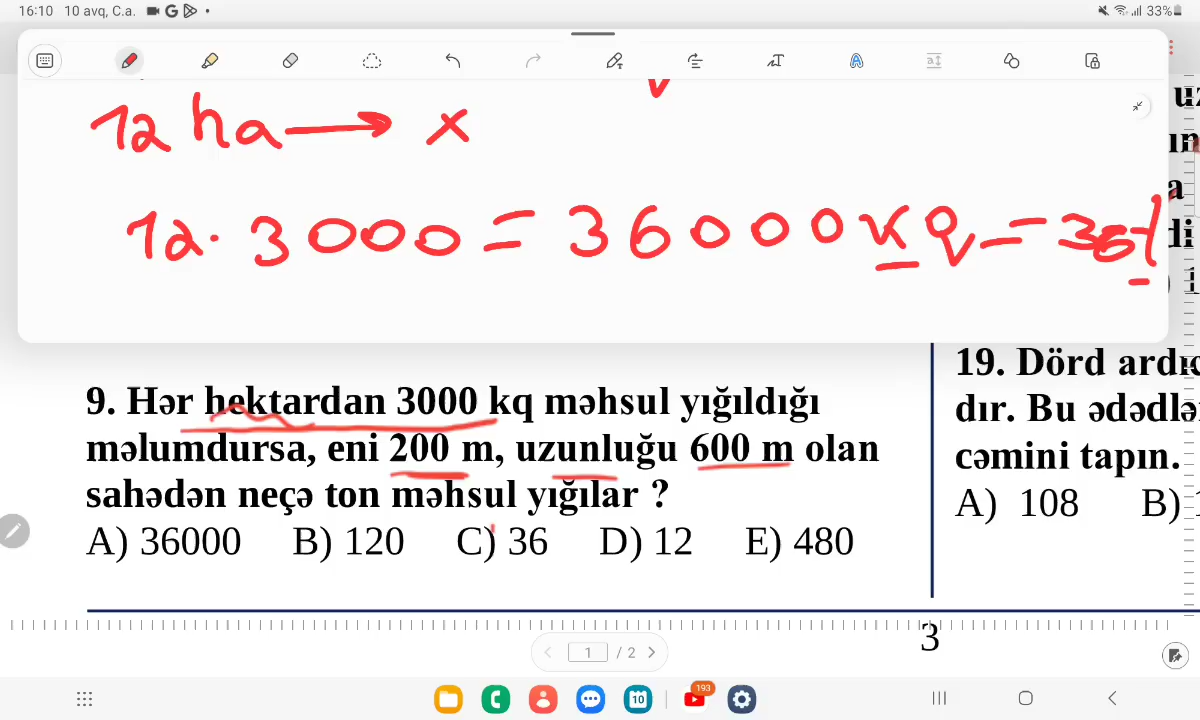 16:10 10 avq, C.a. 33%
12 ha → x
12 · 3000 = 36000 kq = 36t
9. Hər hektardan 3000 kq məhsul yığıldığı
məlumdursa, eni 200 m, uzunluğu 600 m olan
sahədən neçə ton məhsul yığılar ?
A) 36000 B) 120 C) 36 D) 12 E) 480
19. Dörd ardıc
dır. Bu ədədlə
cəmini tapın.
A) 108 B)
3
1 / 2
10
193